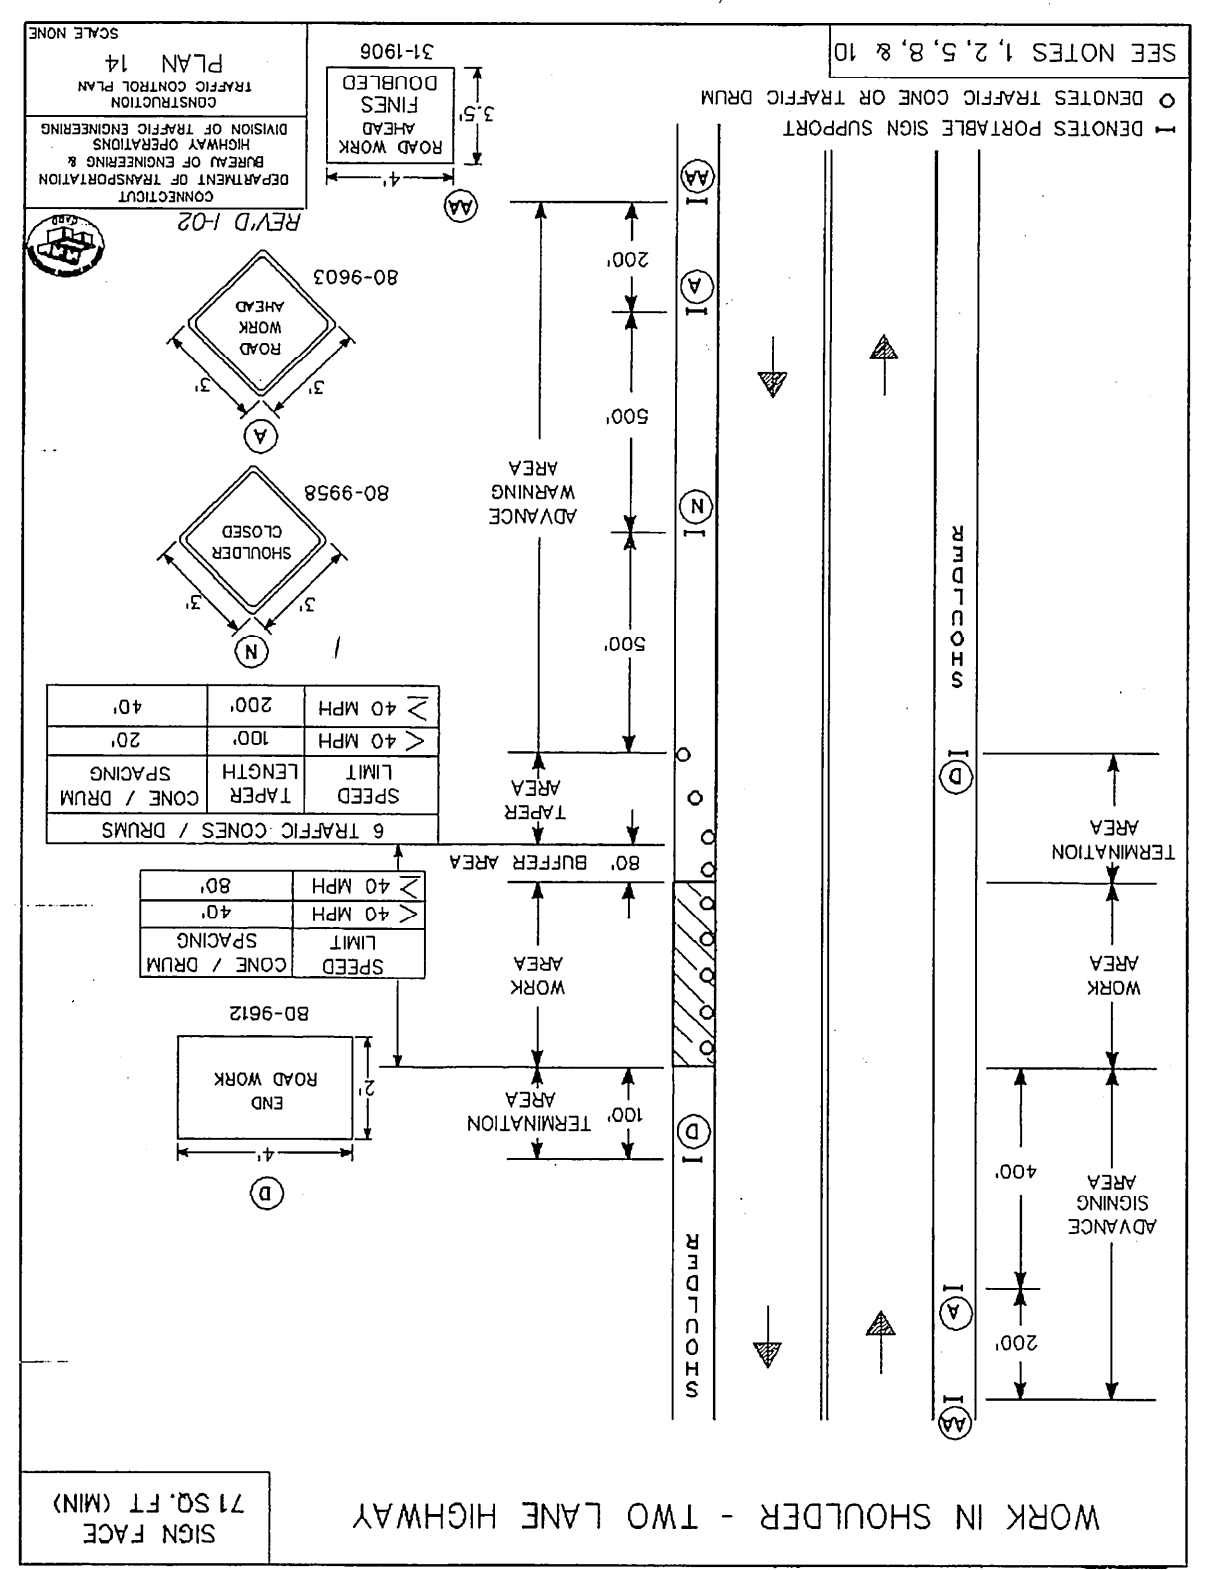 WORK IN SHOULDER - TWO LANE HIGHWAY
SIGN FACE
71 SQ. FT (MIN)
AA
200'
A
400'
ADVANCE
SIGNING
AREA
WORK
AREA
TERMINATION
AREA
D
SHOULDER
SHOULDER
D
100'
TERMINATION
AREA
WORK
AREA
80' BUFFER AREA
TAPER
AREA
500'
N
500'
A
200'
AA
ADVANCE
WARNING
AREA
D
4'
2'
END
ROAD WORK
80-9612
SPEED
LIMIT
CONE / DRUM
SPACING
< 40 MPH
40'
≥ 40 MPH
80'
6 TRAFFIC CONES / DRUMS
SPEED
LIMIT
TAPER
LENGTH
CONE / DRUM
SPACING
< 40 MPH
100'
20'
≥ 40 MPH
200'
40'
N
3'
3'
SHOULDER
CLOSED
80-9958
A
3'
3'
ROAD
WORK
AHEAD
80-9603
AA
4'
3.5'
ROAD WORK
AHEAD
FINES
DOUBLED
31-1906
REV'D 1-02
CADD
CONNECTICUT
DEPARTMENT OF TRANSPORTATION
BUREAU OF ENGINEERING &
HIGHWAY OPERATIONS
DIVISION OF TRAFFIC ENGINEERING
CONSTRUCTION
TRAFFIC CONTROL PLAN
PLAN 14
SCALE NONE
DENOTES PORTABLE SIGN SUPPORT
DENOTES TRAFFIC CONE OR TRAFFIC DRUM
SEE NOTES 1, 2, 5, 8, & 10